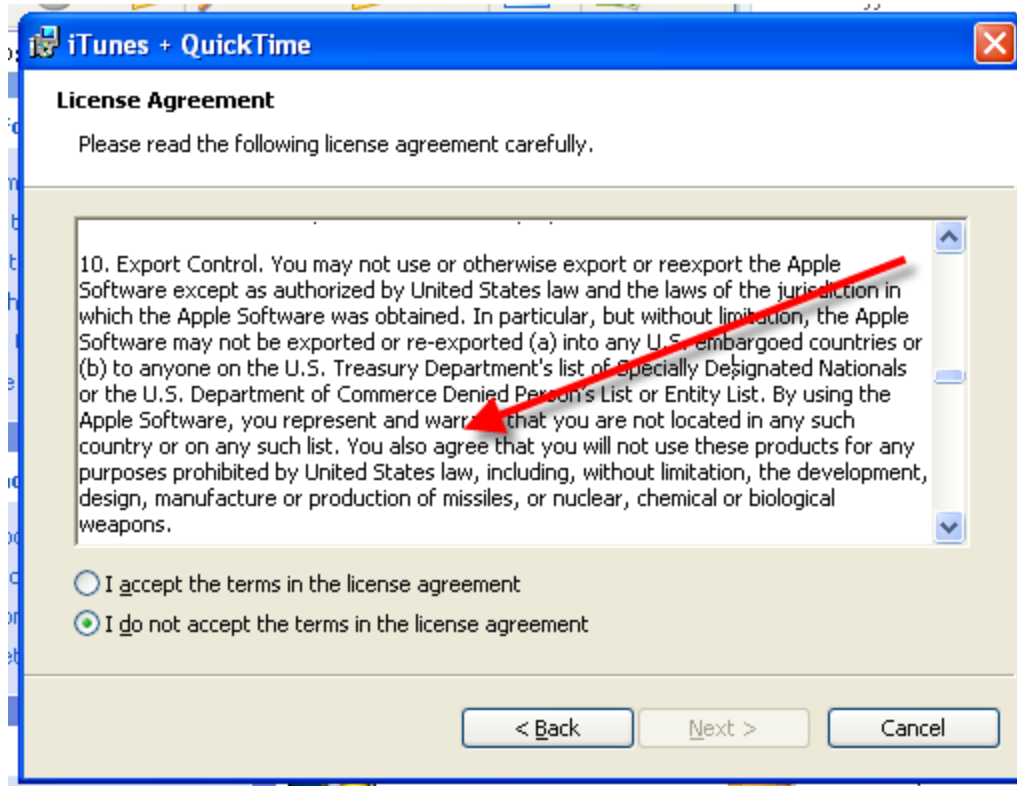 iTunes + QuickTime
License Agreement
Please read the following license agreement carefully.
10. Export Control. You may not use or otherwise export or reexport the Apple
Software except as authorized by United States law and the laws of the jurisdiction in
which the Apple Software was obtained. In particular, but without limitation, the Apple
Software may not be exported or re-exported (a) into any U.S. embargoed countries or
(b) to anyone on the U.S. Treasury Department's list of Specially Designated Nationals
or the U.S. Department of Commerce Denied Person's List or Entity List. By using the
Apple Software, you represent and warrant that you are not located in any such
country or on any such list. You also agree that you will not use these products for any
purposes prohibited by United States law, including, without limitation, the development,
design, manufacture or production of missiles, or nuclear, chemical or biological
weapons.
I accept the terms in the license agreement
I do not accept the terms in the license agreement
< Back
Next >
Cancel